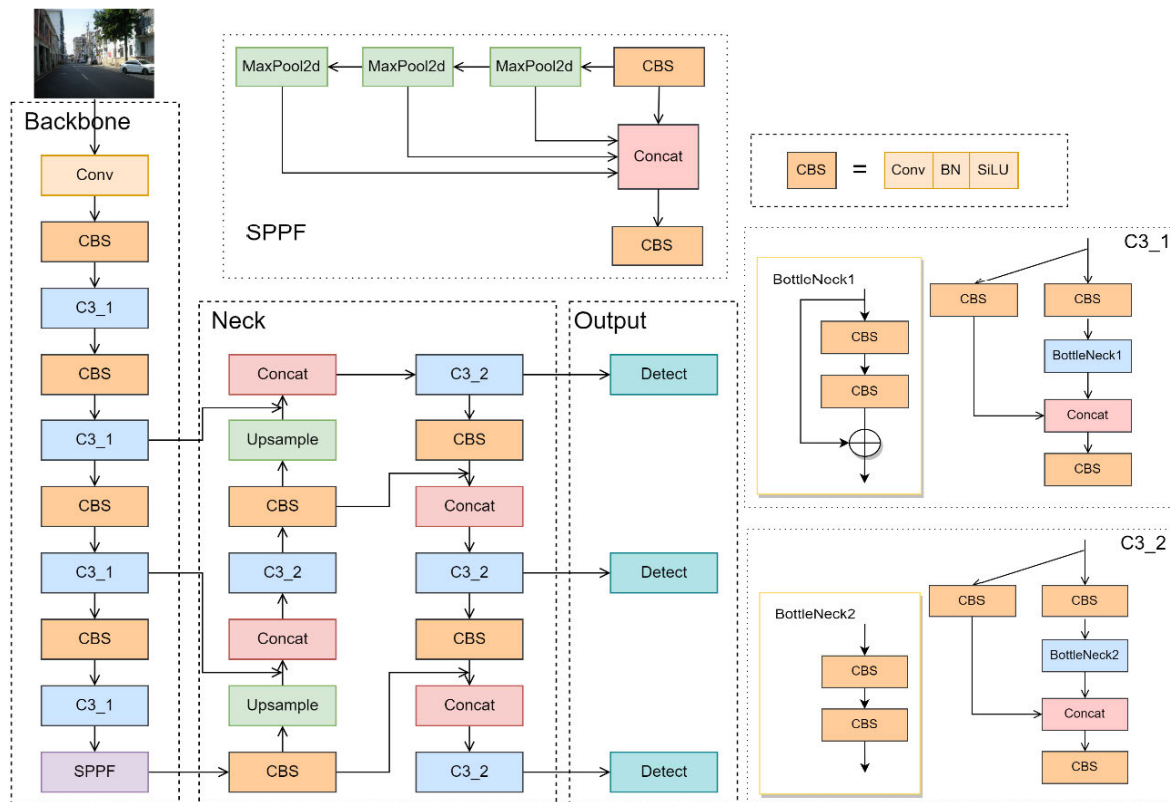 Backbone
Conv
CBS
C3_1
CBS
C3_1
CBS
C3_1
CBS
C3_1
SPPF
MaxPool2d
MaxPool2d
MaxPool2d
CBS
Concat
CBS
SPPF
Neck
Concat
Upsample
CBS
C3_2
Concat
Upsample
CBS
C3_2
CBS
Concat
C3_2
CBS
Concat
C3_2
Output
Detect
Detect
Detect
CBS = Conv BN SiLU
C3_1
BottleNeck1
CBS
CBS
CBS
CBS
BottleNeck1
Concat
CBS
C3_2
BottleNeck2
CBS
CBS
CBS
CBS
BottleNeck2
Concat
CBS